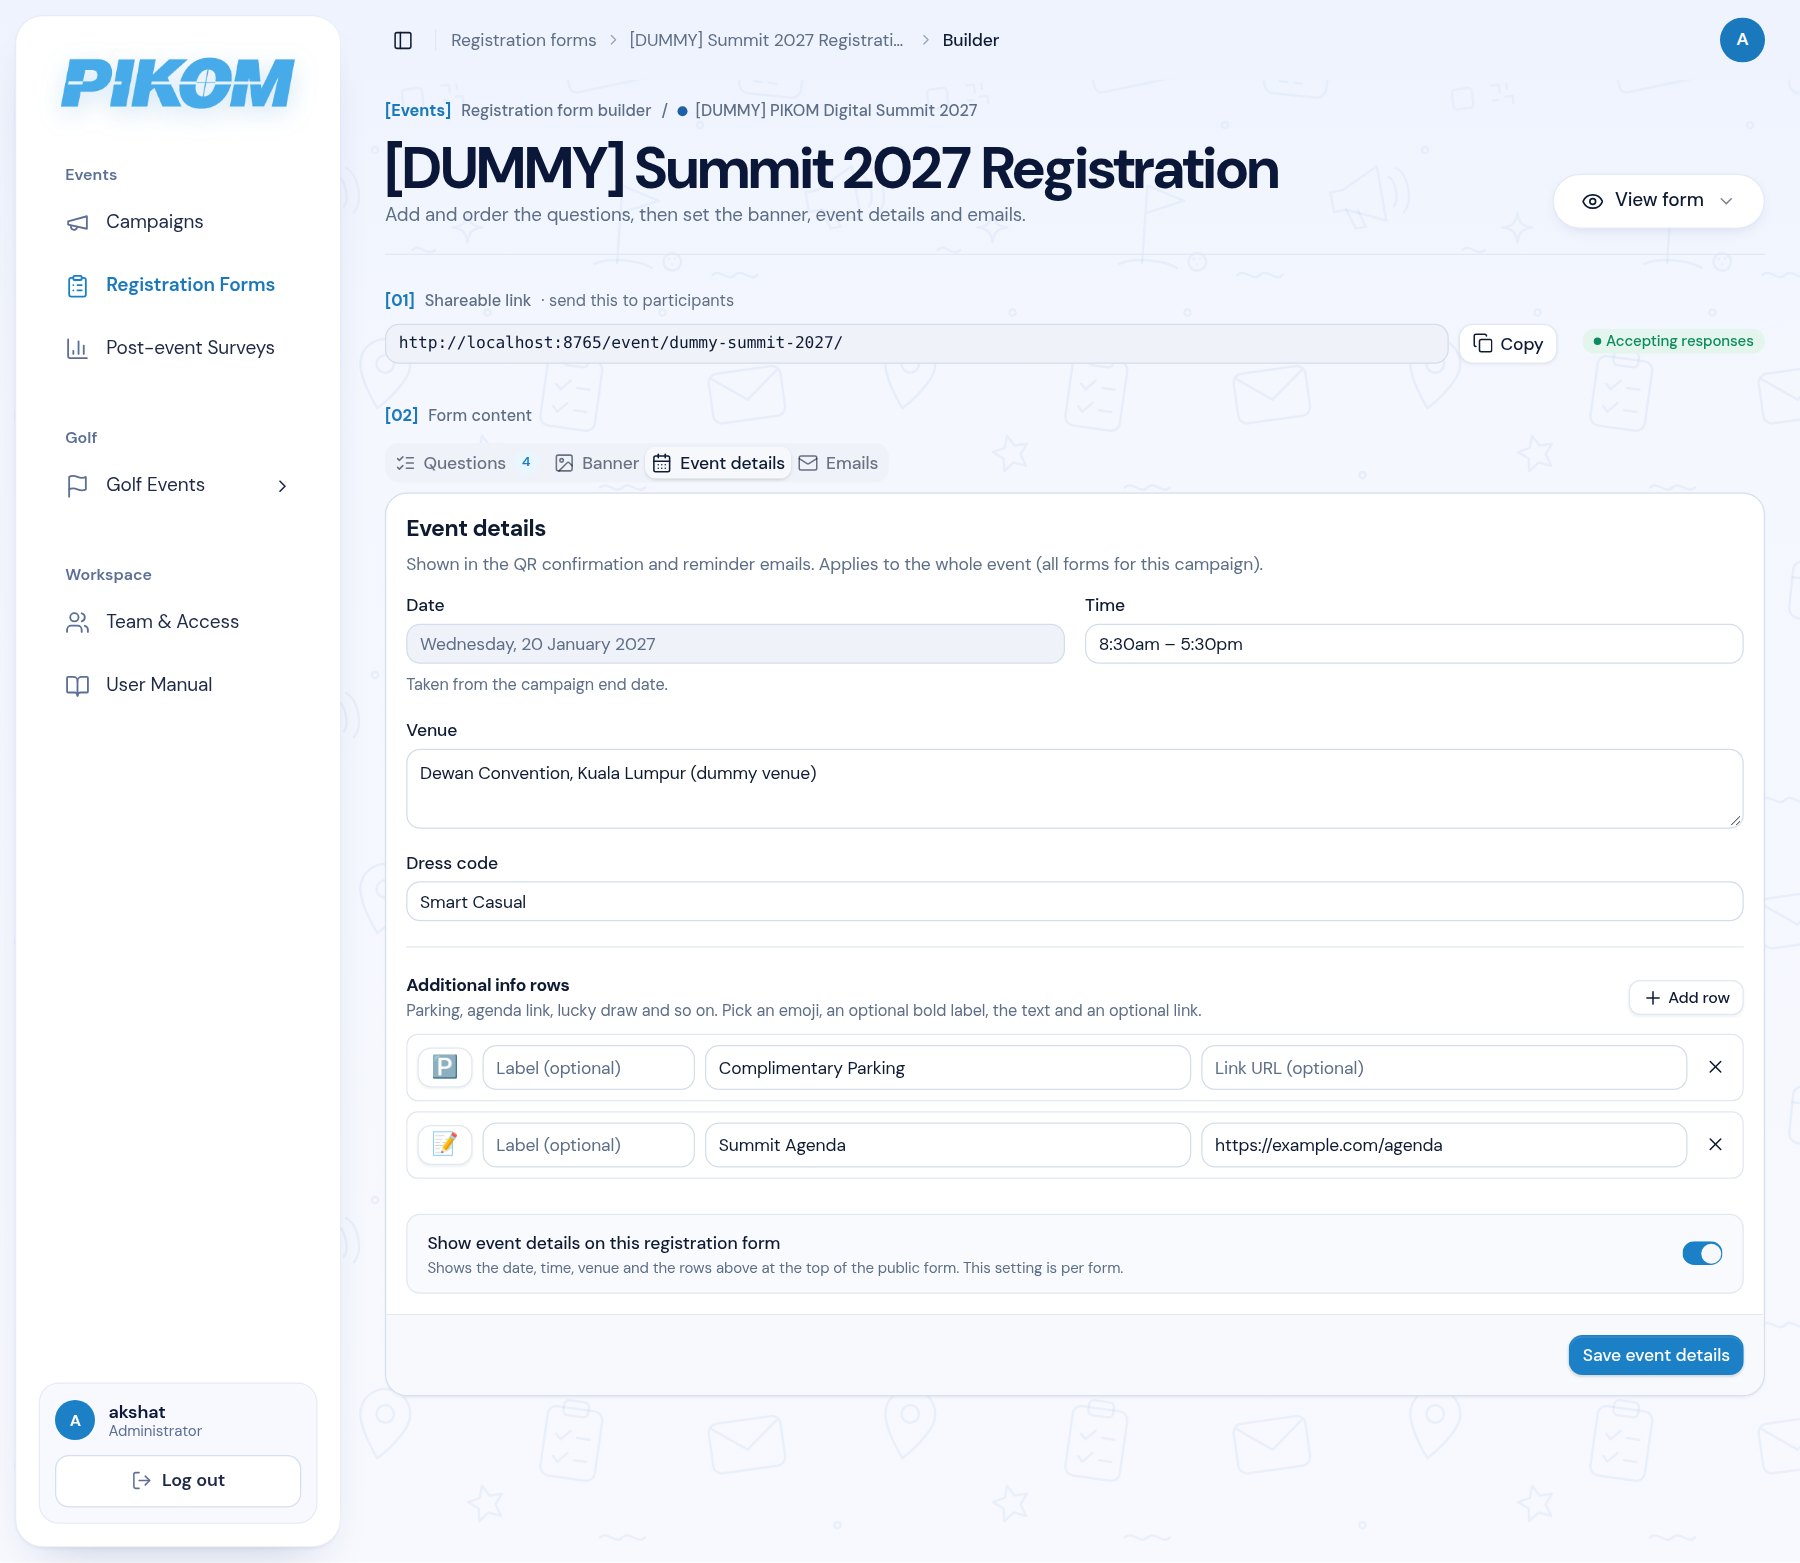 PIKOM
Events
Campaigns
Registration Forms
Post-event Surveys
Golf
Golf Events
Workspace
Team & Access
User Manual
A
akshat
Administrator
Log out
Registration forms > [DUMMY] Summit 2027 Registrati... > Builder
A
[Events] Registration form builder / [DUMMY] PIKOM Digital Summit 2027
[DUMMY] Summit 2027 Registration
Add and order the questions, then set the banner, event details and emails.
View form
[01] Shareable link · send this to participants
http://localhost:8765/event/dummy-summit-2027/
Copy
Accepting responses
[02] Form content
Questions 4 Banner Event details Emails
Event details
Shown in the QR confirmation and reminder emails. Applies to the whole event (all forms for this campaign).
Date
Wednesday, 20 January 2027
Taken from the campaign end date.
Time
8:30am – 5:30pm
Venue
Dewan Convention, Kuala Lumpur (dummy venue)
Dress code
Smart Casual
Additional info rows
Parking, agenda link, lucky draw and so on. Pick an emoji, an optional bold label, the text and an optional link.
Add row
🅿️ Label (optional) Complimentary Parking Link URL (optional)
📝 Label (optional) Summit Agenda https://example.com/agenda
Show event details on this registration form
Shows the date, time, venue and the rows above at the top of the public form. This setting is per form.
Save event details